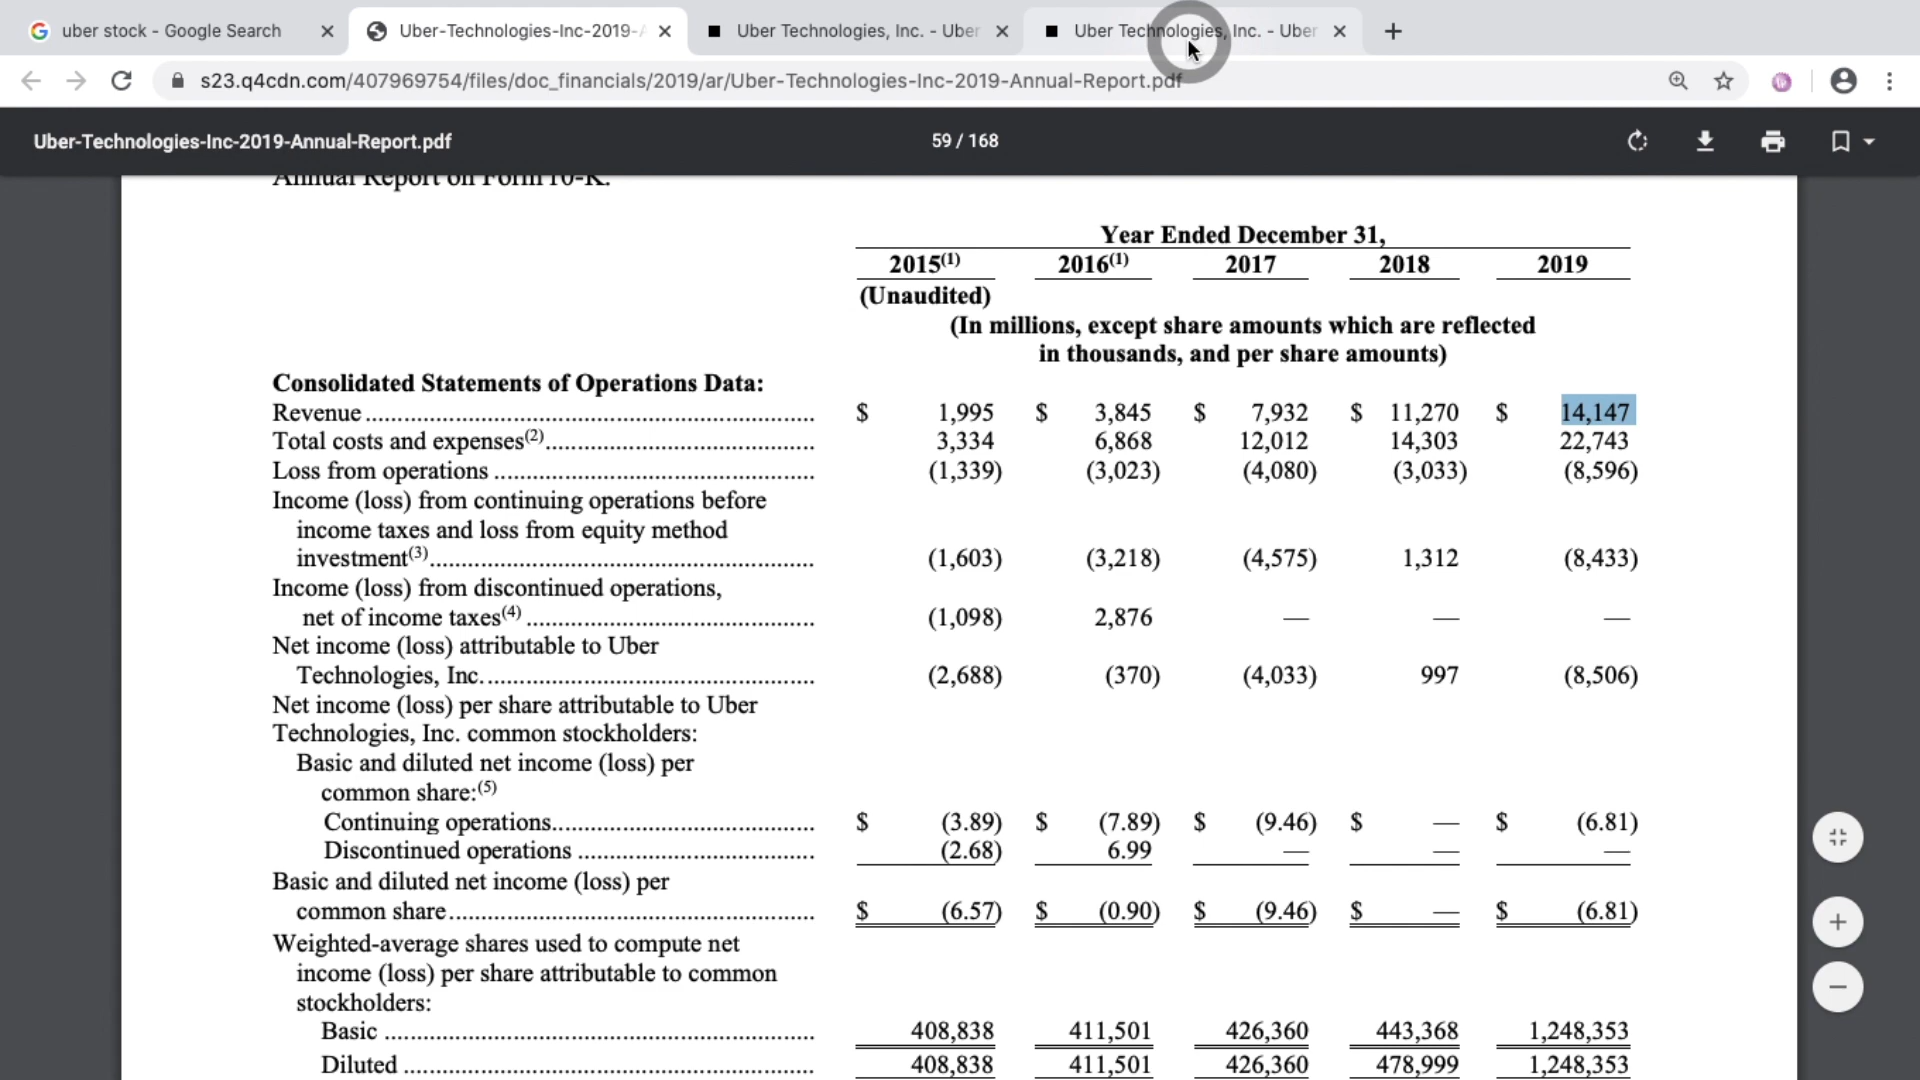 uber stock - Google Search
Uber-Technologies-Inc-2019-A
Uber Technologies, Inc. - Uber
Uber Technologies, Inc. - Uber
s23.q4cdn.com/407969754/files/doc_financials/2019/ar/Uber-Technologies-Inc-2019-Annual-Report.pdf
Uber-Technologies-Inc-2019-Annual-Report.pdf
59 / 168
Annual Report on Form 10-K.
Year Ended December 31,
2015(1) 2016(1) 2017 2018 2019
(Unaudited)
(In millions, except share amounts which are reflected
in thousands, and per share amounts)
Consolidated Statements of Operations Data:
Revenue $ 1,995 $ 3,845 $ 7,932 $ 11,270 $ 14,147
Total costs and expenses(2) 3,334 6,868 12,012 14,303 22,743
Loss from operations (1,339) (3,023) (4,080) (3,033) (8,596)
Income (loss) from continuing operations before
income taxes and loss from equity method
investment(3) (1,603) (3,218) (4,575) 1,312 (8,433)
Income (loss) from discontinued operations,
net of income taxes(4) (1,098) 2,876 — — —
Net income (loss) attributable to Uber
Technologies, Inc. (2,688) (370) (4,033) 997 (8,506)
Net income (loss) per share attributable to Uber
Technologies, Inc. common stockholders:
Basic and diluted net income (loss) per
common share:(5)
Continuing operations $ (3.89) $ (7.89) $ (9.46) $ — $ (6.81)
Discontinued operations (2.68) 6.99 — — —
Basic and diluted net income (loss) per
common share $ (6.57) $ (0.90) $ (9.46) $ — $ (6.81)
Weighted-average shares used to compute net
income (loss) per share attributable to common
stockholders:
Basic 408,838 411,501 426,360 443,368 1,248,353
Diluted 408,838 411,501 426,360 478,999 1,248,353